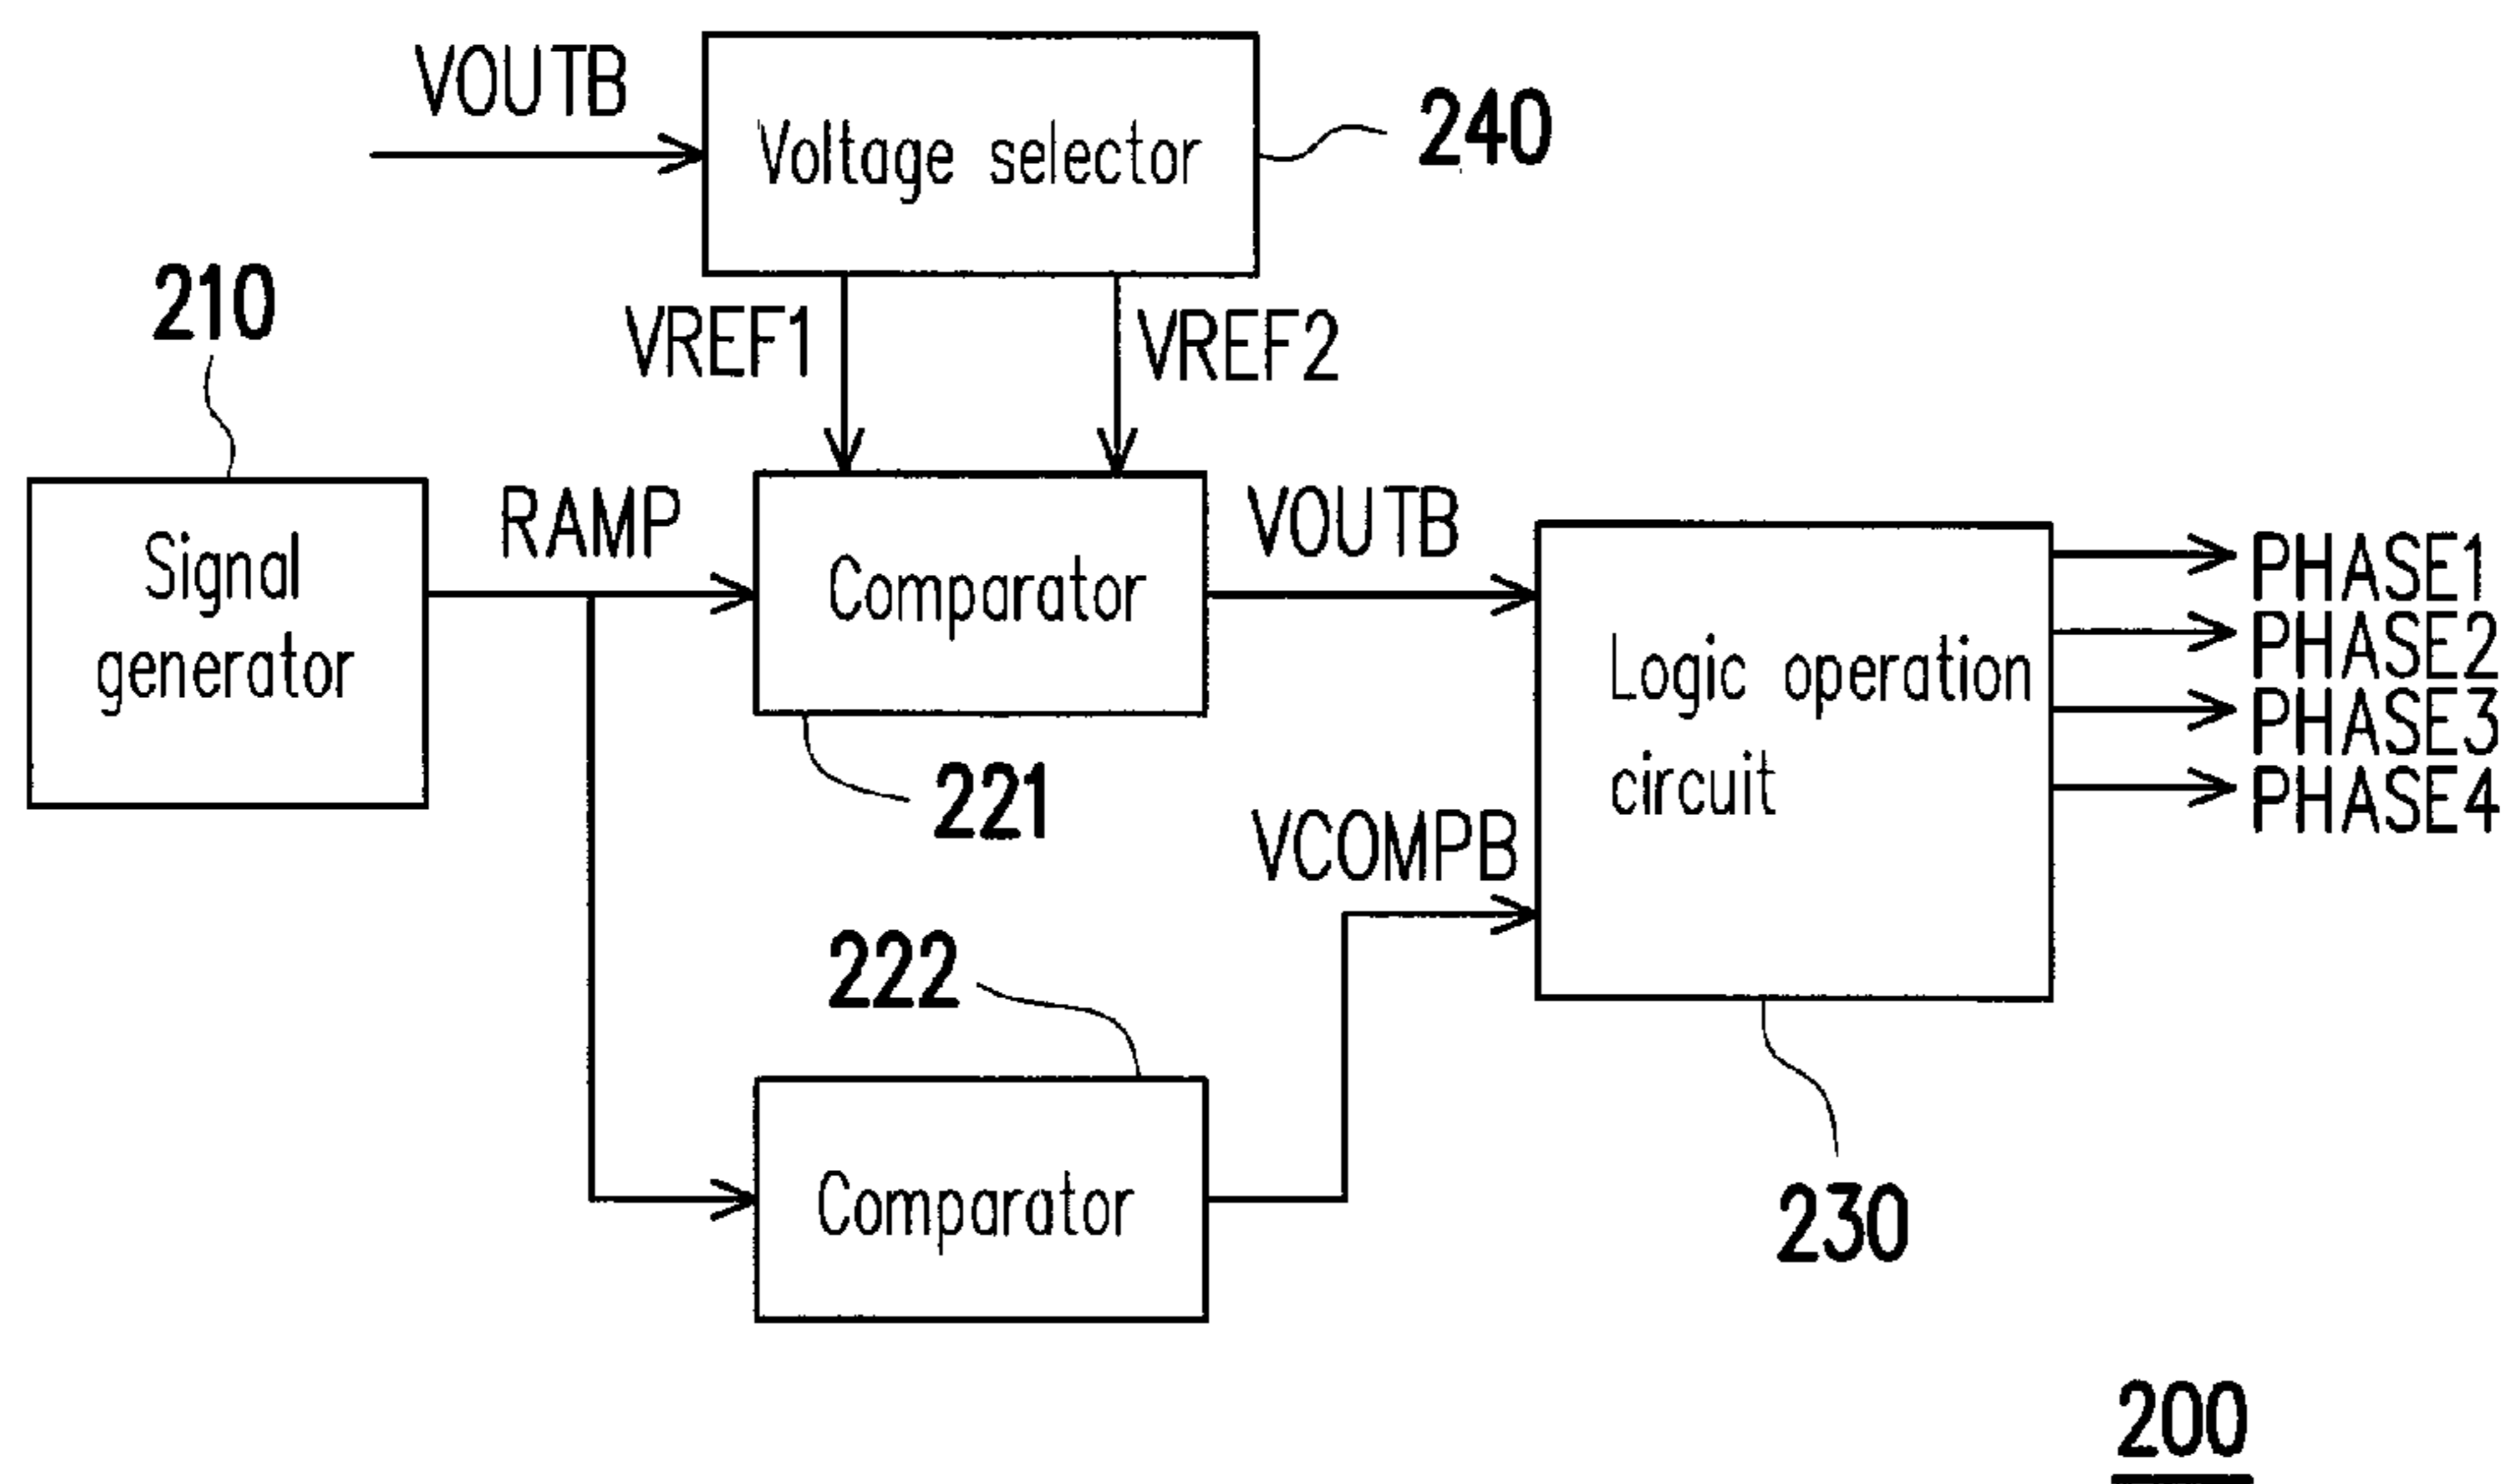 VOUTB
Voltage selector
240
210
VREF1
VREF2
Signal
generator
RAMP
Comparator
221
VOUTB
Logic operation
circuit
PHASE1
PHASE2
PHASE3
PHASE4
VCOMPB
222
Comparator
230
200